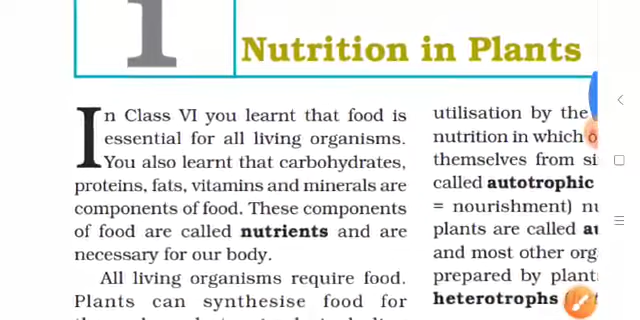 1
Nutrition in Plants
In Class VI you learnt that food is
essential for all living organisms.
You also learnt that carbohydrates,
proteins, fats, vitamins and minerals are
components of food. These components
of food are called nutrients and are
necessary for our body.
All living organisms require food.
Plants can synthesise food for
utilisation by the
nutrition in which
themselves from
called autotrophic
= nourishment)
plants are called
and most other
prepared by
heterotrophs